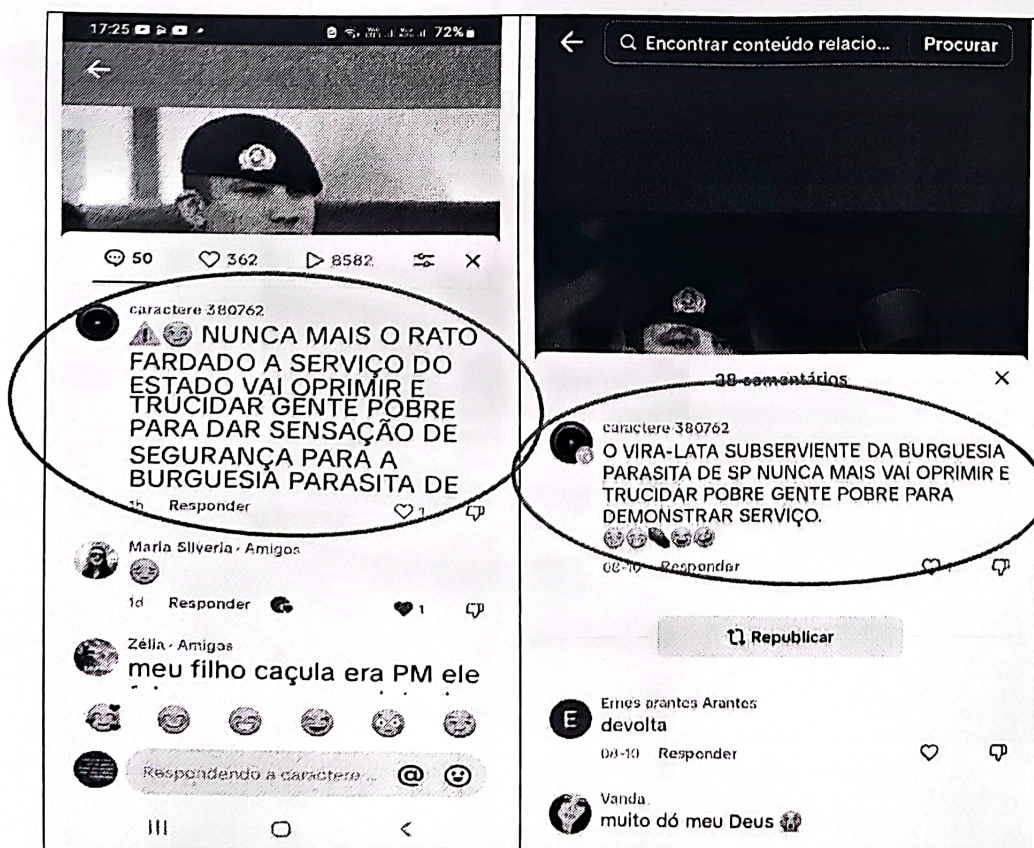 17:25
72%
50
362
8582
caractere 380762
NUNCA MAIS O RATO
FARDADO A SERVIÇO DO
ESTADO VAI OPRIMIR E
TRUCIDAR GENTE POBRE
PARA DAR SENSAÇÃO DE
SEGURANÇA PARA A
BURGUESIA PARASITA DE
1h Responder 1
Maria Silveria · Amigos
1d Responder 1
Zélia · Amigos
meu filho caçula era PM ele
Respondendo a caractere ... @
Encontrar conteúdo relacio... Procurar
28 comentários
caractere 380762
O VIRA-LATA SUBSERVIENTE DA BURGUESIA
PARASITA DE SP NUNCA MAIS VAI OPRIMIR E
TRUCIDAR POBRE GENTE POBRE PARA
DEMONSTRAR SERVIÇO.
08-10 Responder
Republicar
E
Arantes Arantes
devolta
08-10 Responder
Vanda
muito dó meu Deus